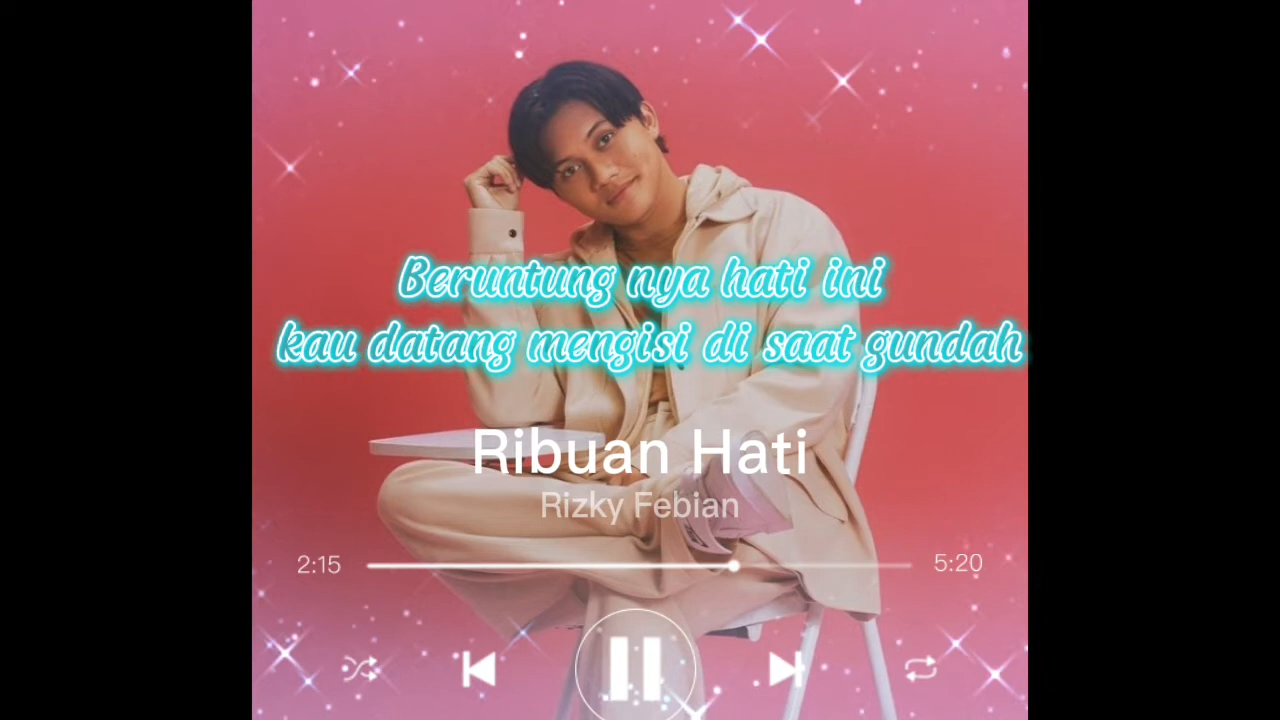 Beruntung nya hati ini
kau datang mengisi di saat gundah
Ribuan Hati
Rizky Febian
2:15
5:20